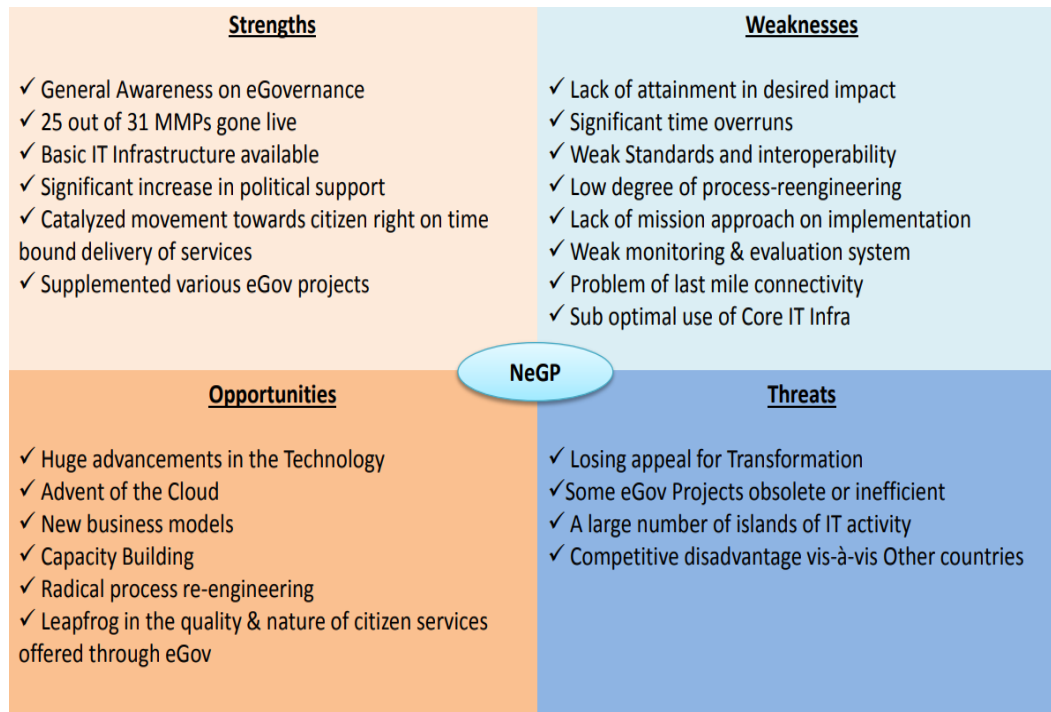 Strengths
✓ General Awareness on eGovernance
✓ 25 out of 31 MMPs gone live
✓ Basic IT Infrastructure available
✓ Significant increase in political support
✓ Catalyzed movement towards citizen right on time
bound delivery of services
✓ Supplemented various eGov projects
Weaknesses
✓ Lack of attainment in desired impact
✓ Significant time overruns
✓ Weak Standards and interoperability
✓ Low degree of process-reengineering
✓ Lack of mission approach on implementation
✓ Weak monitoring & evaluation system
✓ Problem of last mile connectivity
✓ Sub optimal use of Core IT Infra
NeGP
Opportunities
✓ Huge advancements in the Technology
✓ Advent of the Cloud
✓ New business models
✓ Capacity Building
✓ Radical process re-engineering
✓ Leapfrog in the quality & nature of citizen services
offered through eGov
Threats
✓ Losing appeal for Transformation
✓Some eGov Projects obsolete or inefficient
✓ A large number of islands of IT activity
✓ Competitive disadvantage vis-à-vis Other countries